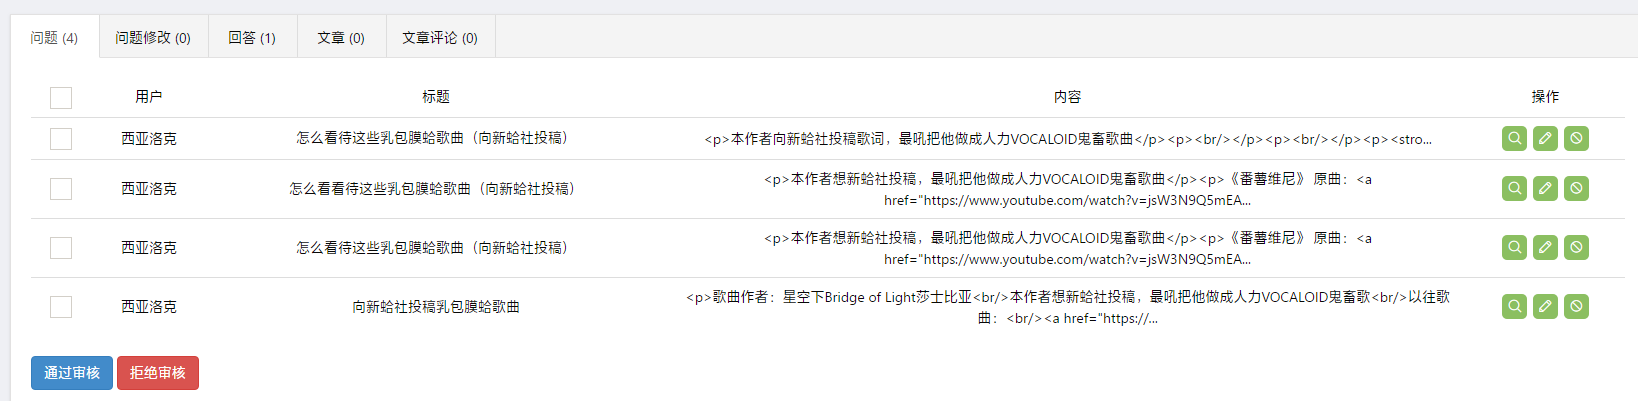 问题 (4) 问题修改 (0) 回答 (1) 文章 (0) 文章评论 (0)
用户 标题 内容 操作
西亚洛克 怎么看待这些乳包膜蛤歌曲（向新蛤社投稿） <p>本作者向新蛤社投稿歌词，最吼把他做成人力VOCALOID鬼畜歌曲</p><p><br/></p><p><br/></p><p><stro...
西亚洛克 怎么看看待这些乳包膜蛤歌曲（向新蛤社投稿） <p>本作者想新蛤社投稿，最吼把他做成人力VOCALOID鬼畜歌曲</p><p>《番薯维尼》 原曲：<a
href="https://www.youtube.com/watch?v=jsW3N9Q5mEA...
西亚洛克 怎么看待这些乳包膜蛤歌曲（向新蛤社投稿） <p>本作者想新蛤社投稿，最吼把他做成人力VOCALOID鬼畜歌曲</p><p>《番薯维尼》 原曲：<a
href="https://www.youtube.com/watch?v=jsW3N9Q5mEA...
西亚洛克 向新蛤社投稿乳包膜蛤歌曲 <p>歌曲作者：星空下Bridge of Light莎士比亚<br/>本作者想新蛤社投稿，最吼把他做成人力VOCALOID鬼畜歌<br/>以往歌
曲：<br/><a href="https://...
通过审核 拒绝审核